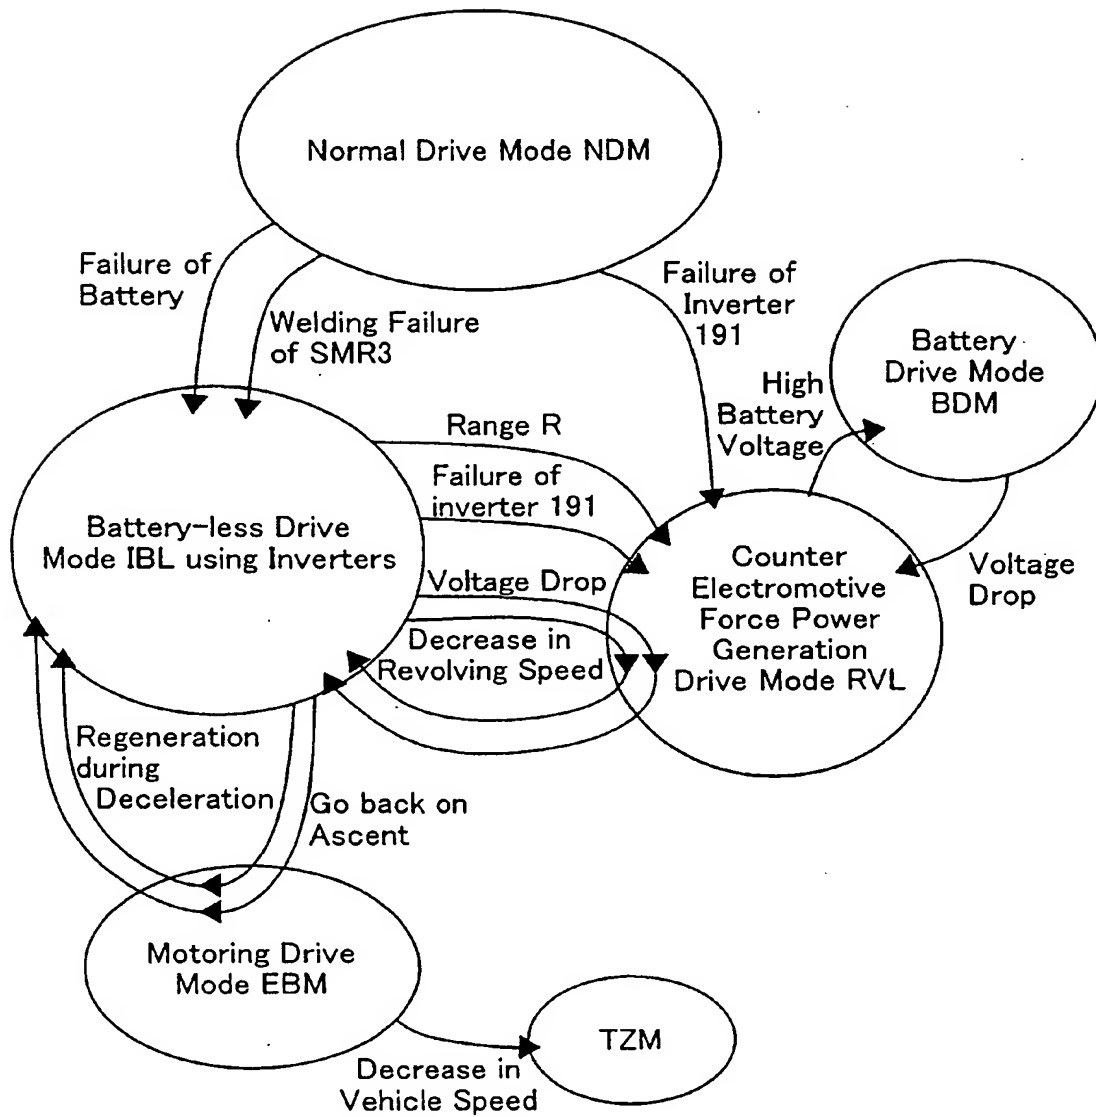 Normal Drive Mode NDM
Failure of
Battery
Welding Failure
of SMR3
Failure of
Inverter
191
Battery
Drive Mode
BDM
High
Battery
Voltage
Range R
Failure of
inverter 191
Battery-less Drive
Mode IBL using Inverters
Voltage Drop
Decrease in
Revolving Speed
Counter
Electromotive
Force Power
Generation
Drive Mode RVL
Voltage
Drop
Regeneration
during
Deceleration
Go back on
Ascent
Motoring Drive
Mode EBM
TZM
Decrease in
Vehicle Speed